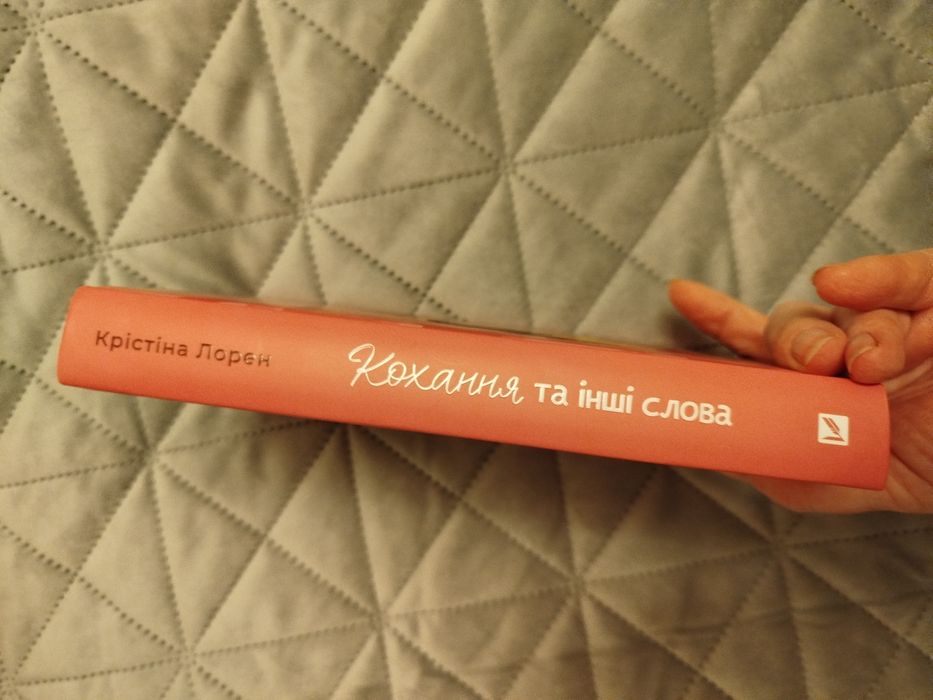 Крістіна Лорен
Кохання та інші слова